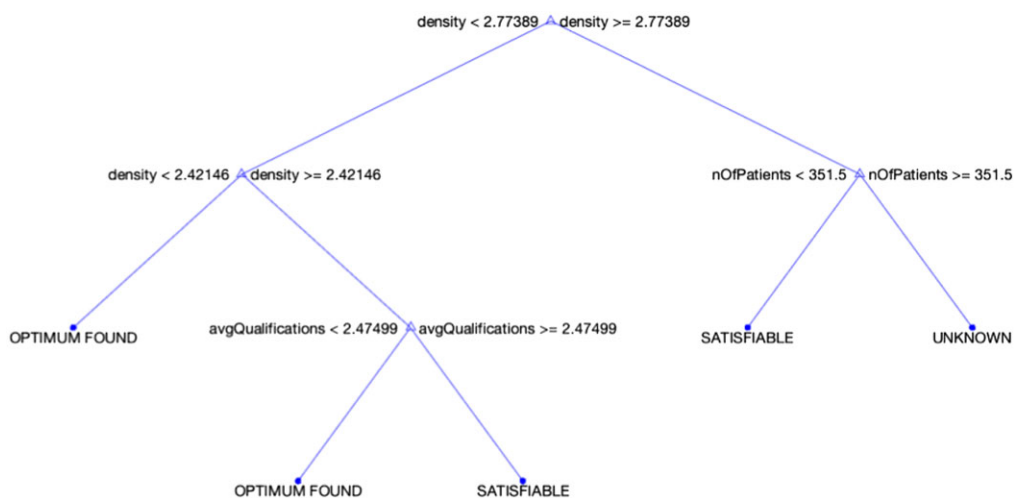 density < 2.77389 density >= 2.77389
density < 2.42146 density >= 2.42146
nOfPatients < 351.5 nOfPatients >= 351.5
OPTIMUM FOUND
avgQualifications < 2.47499 avgQualifications >= 2.47499
SATISFIABLE
UNKNOWN
OPTIMUM FOUND
SATISFIABLE